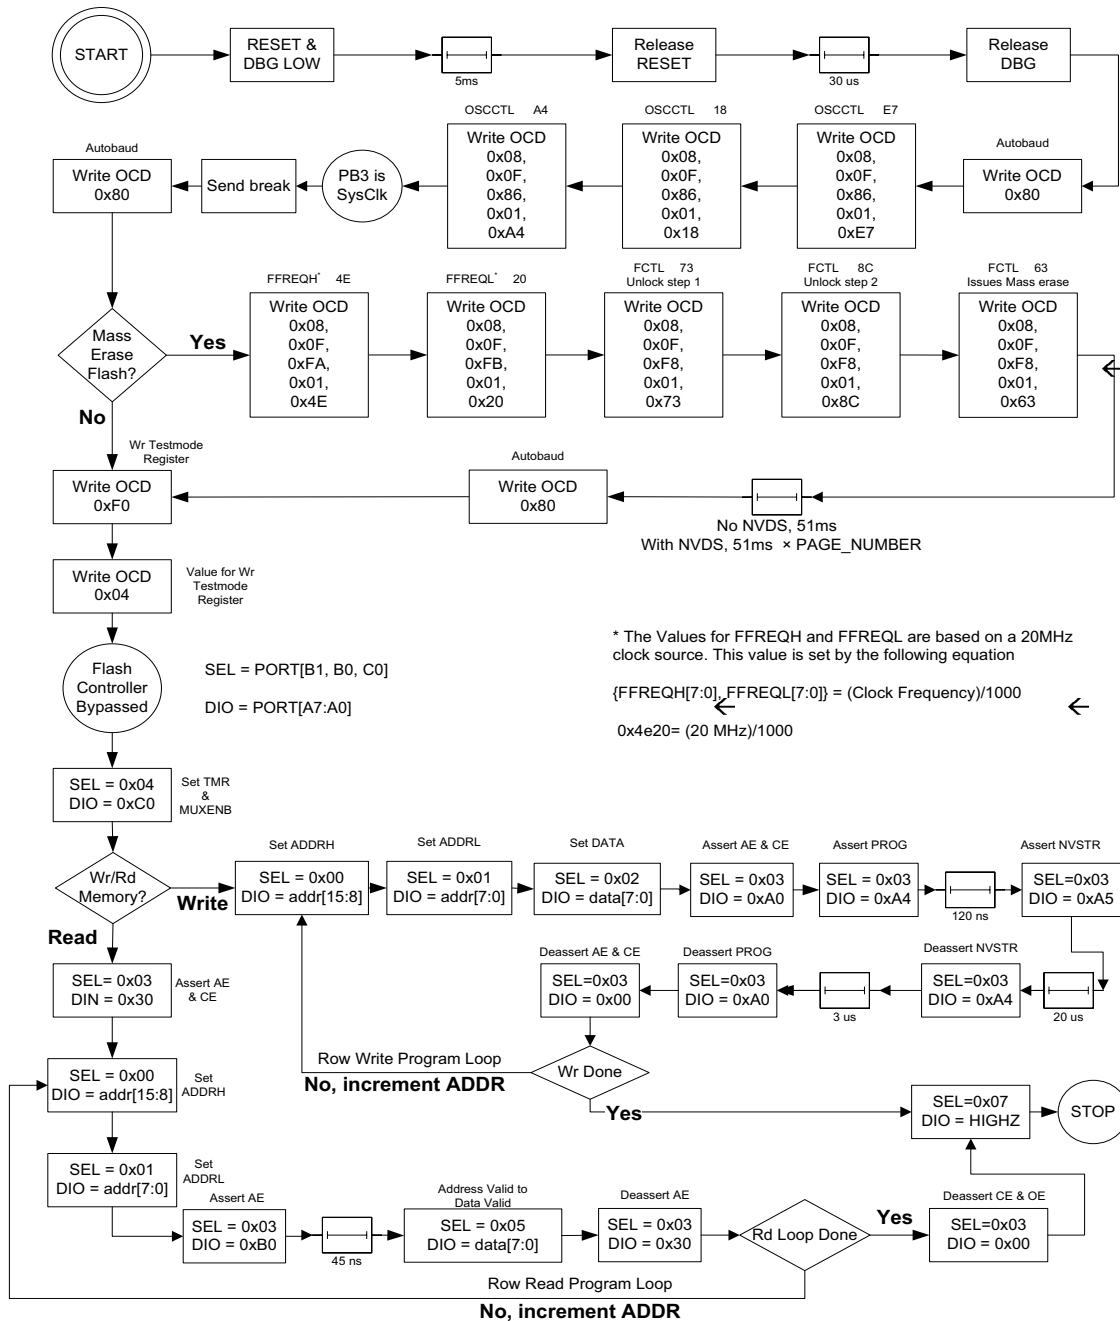 START
RESET &
DBG LOW
5ms
Release
RESET
30 us
Release
DBG
OSCCTL A4
Write OCD
0x08,
0x0F,
0x86,
0x01,
0xA4
OSCCTL 18
Write OCD
0x08,
0x0F,
0x86,
0x01,
0x18
OSCCTL E7
Write OCD
0x08,
0x0F,
0x86,
0x01,
0xE7
Write OCD
0x80
Autobaud
Write OCD
0x80
Send break
PB3 is
SysClk
Mass
Erase
Flash?
Yes
No
FFREQH* 4E
Write OCD
0x08,
0x0F,
0xFA,
0x01,
0x4E
FFREQL* 20
Write OCD
0x08,
0x0F,
0xFB,
0x01,
0x20
FCTL 73
Unlock step 1
Write OCD
0x08,
0x0F,
0xF8,
0x01,
0x73
FCTL 8C
Unlock step 2
Write OCD
0x08,
0x0F,
0xF8,
0x01,
0x8C
FCTL 63
Issues Mass erase
Write OCD
0x08,
0x0F,
0xF8,
0x01,
0x63
Wr Testmode
Register
Write OCD
0xF0
Autobaud
Write OCD
0x80
No NVDS, 51ms
With NVDS, 51ms × PAGE_NUMBER
Write OCD
0x04
Value for Wr
Testmode
Register
Flash
Controller
Bypassed
SEL = PORT[B1, B0, C0]
DIO = PORT[A7:A0]
* The Values for FFREQH and FFREQL are based on a 20MHz
clock source. This value is set by the following equation
{FFREQH[7:0], FFREQL[7:0]} = (Clock Frequency)/1000
0x4e20= (20 MHz)/1000
SEL = 0x04
DIO = 0xC0
Set TMR
&
MUXENB
Wr/Rd
Memory?
Write
Read
Set ADDRH
SEL = 0x00
DIO = addr[15:8]
Set ADDRL
SEL = 0x01
DIO = addr[7:0]
Set DATA
SEL = 0x02
DIO = data[7:0]
Assert AE & CE
SEL = 0x03
DIO = 0xA0
Assert PROG
SEL = 0x03
DIO = 0xA4
120 ns
Assert NVSTR
SEL=0x03
DIO = 0xA5
Deassert AE & CE
SEL=0x03
DIO = 0x00
Deassert PROG
SEL=0x03
DIO = 0xA0
3 us
Deassert NVSTR
SEL=0x03
DIO = 0xA4
20 us
SEL= 0x03
DIN = 0x30
Assert AE
& CE
Row Write Program Loop
No, increment ADDR
Wr Done
Yes
SEL = 0x00
DIO = addr[15:8]
Set
ADDRH
SEL=0x07
DIO = HIGHZ
STOP
SEL = 0x01
DIO = addr[7:0]
Set
ADDRL
Assert AE
SEL = 0x03
DIO = 0xB0
45 ns
Address Valid to
Data Valid
SEL = 0x05
DIO = data[7:0]
Deassert AE
SEL = 0x03
DIO = 0x30
Rd Loop Done
Yes
Deassert CE & OE
SEL=0x03
DIO = 0x00
Row Read Program Loop
No, increment ADDR